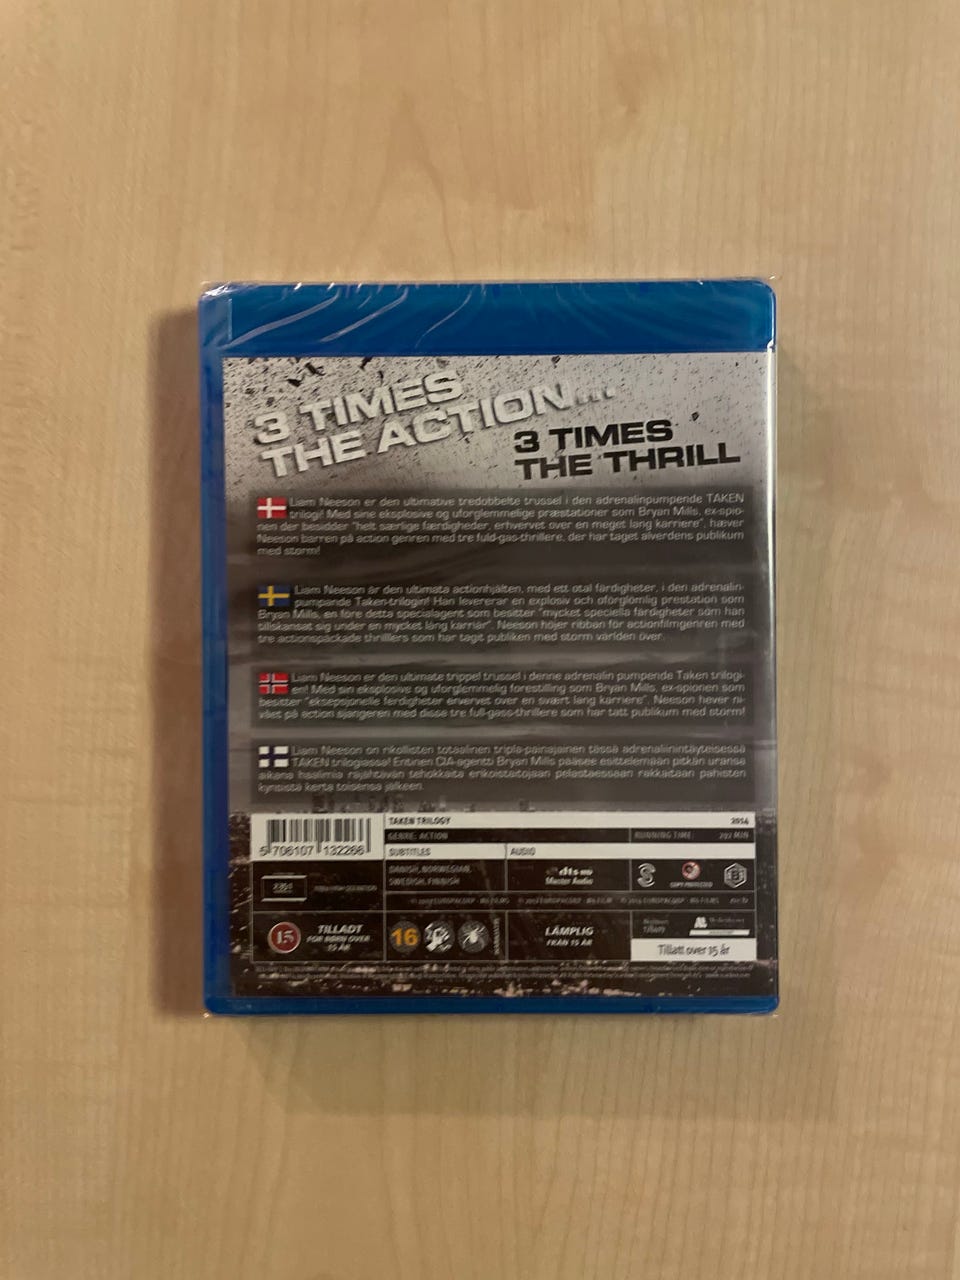 3 TIMES
THE ACTION...
3 TIMES
THE THRILL
Liam Neeson er den ultimative tredobbelte trussel i den adrenalinpumpende TAKEN
trilogi! Med sine eksplosive og uforglemmelige præstationer som Bryan Mills, ex-spio-
nen der besidder "helt særlige færdigheder, erhvervet over en meget lang karriere", hæver
Neeson barren på action genren med tre fuld-gas-thrillere, der har taget alverdens publikum
med storm!
Liam Neeson är den ultimata actionhjälten, med ett otal färdigheter, i den adrenalin-
pumpande Taken-trilogin! Han levererar en explosiv och oförglömlig prestation som
Bryan Mills, en före detta specialagent som besitter "mycket speciella färdigheter som han
tillskansat sig under en mycket lång karriär". Neeson höjer ribban för actionfilmgenren med
tre actionspäckade thrilllers som har tagit publiken med storm världen över.
Liam Neeson er den ultimate trippel trussel i denne adrenalin pumpende Taken trilogi-
en! Med sin eksplosive og uforglemmelig forestilling som Bryan Mills, ex-spionen som
besitter "eksepsjonelle ferdigheter ervervet over en svært lang karriere". Neeson hever ni-
våer på action sjangeren med disse tre full-gass-thrillere som har tatt publikum med storm!
Liam Neeson on rikollisten totaalinen tripla-painajainen tässä adrenaliinintäyteisessä
TAKEN trilogiassa! Entinen CIA-agentti Bryan Mills pääsee esittelemään pitkän uransa
aikana haalimia räjähtävän tehokkaita erikoistaitojaan pelastaessaan rakkaitaan pahisten
kynsistä kerta toisensa jälkeen.
5 706107 132266
TAKEN TRILOGY 2014
GENRE: ACTION RUNNING TIME 292 MIN
SUBTITLES AUDIO
DANISH, NORWEGIAN,
SWEDISH, FINNISH
dts HD
Master Audio
COPY PROTECTED
B
15 TILLADT
FOR BØRN OVER
15 ÅR
16
LÄMPLIG
FRÅN 15 ÅR
Tillatt over 15 år